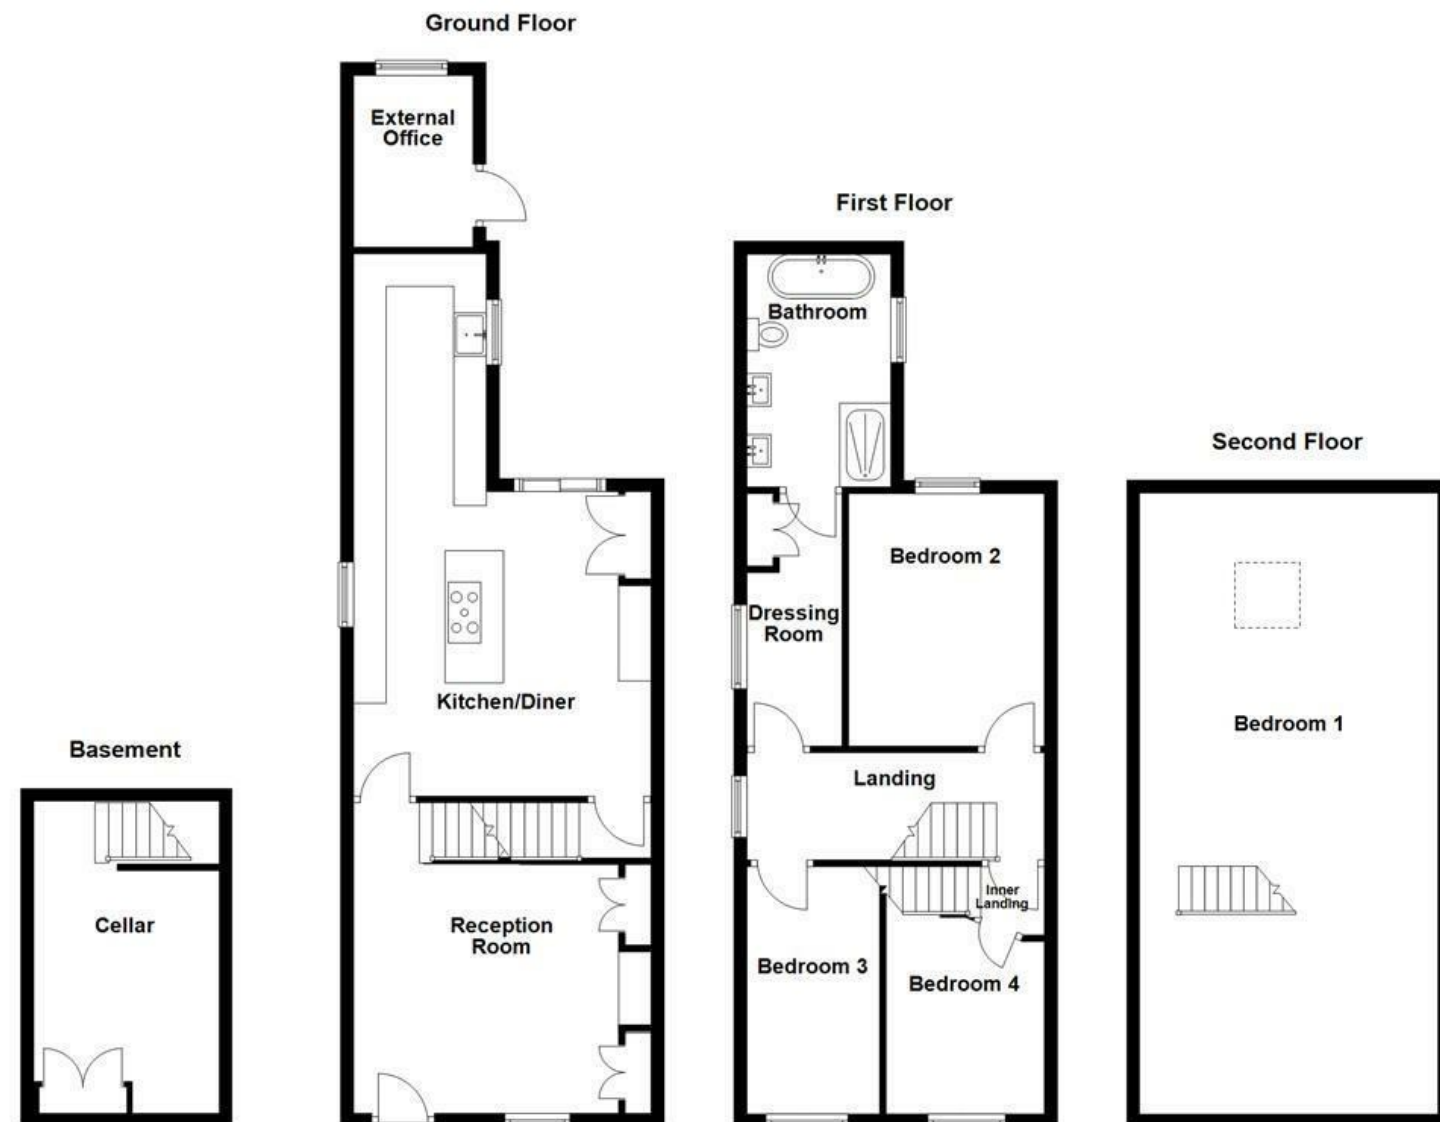 Ground Floor
External
Office
Kitchen/Diner
Reception
Room
First Floor
Bathroom
Bedroom 2
Dressing
Room
Landing
Inner
Landing
Bedroom 3
Bedroom 4
Second Floor
Bedroom 1
Basement
Cellar